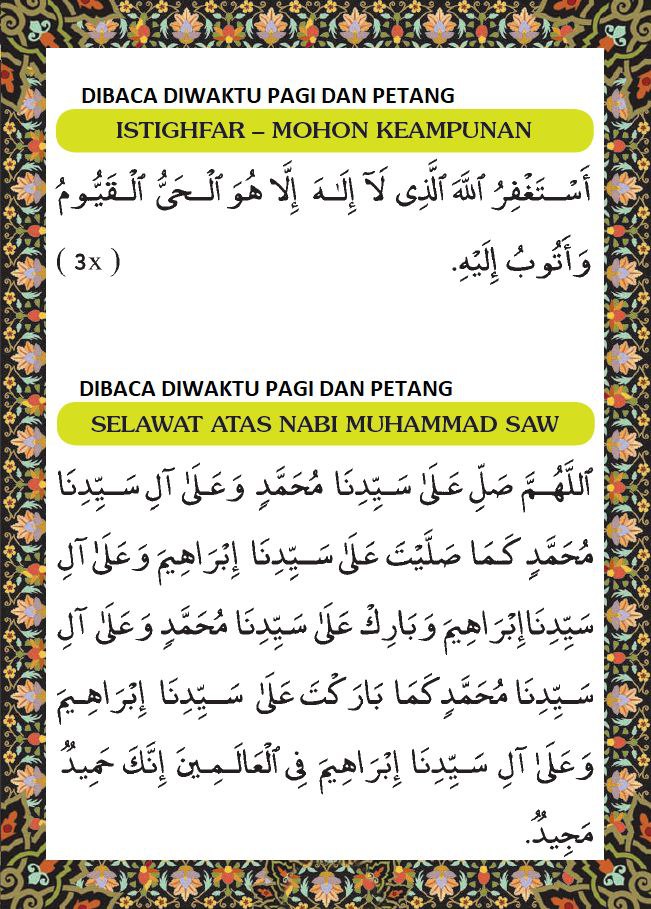 DIBACA DIWAKTU PAGI DAN PETANG
ISTIGHFAR – MOHON KEAMPUNAN
أَسْتَغْفِرُ ٱللَّهَ ٱلَّذِى لَآ إِلَـٰهَ إِلَّا هُوَ ٱلْحَىُّ ٱلْقَيُّومُ
وَأَتُوبُ إِلَيْهِ. ( 3x )
DIBACA DIWAKTU PAGI DAN PETANG
SELAWAT ATAS NABI MUHAMMAD SAW
ٱللَّهُمَّ صَلِّ عَلَىٰ سَيِّدِنَا مُحَمَّدٍ وَعَلَىٰ آلِ سَيِّدِنَا
مُحَمَّدٍ كَمَا صَلَّيْتَ عَلَىٰ سَيِّدِنَا إِبْرَاهِيمَ وَعَلَىٰ آلِ
سَيِّدِنَا إِبْرَاهِيمَ وَبَارِكْ عَلَىٰ سَيِّدِنَا مُحَمَّدٍ وَعَلَىٰ آلِ
سَيِّدِنَا مُحَمَّدٍ كَمَا بَارَكْتَ عَلَىٰ سَيِّدِنَا إِبْرَاهِيمَ
وَعَلَىٰ آلِ سَيِّدِنَا إِبْرَاهِيمَ فِى ٱلْعَالَمِينَ إِنَّكَ حَمِيدٌ
مَجِيدٌ.